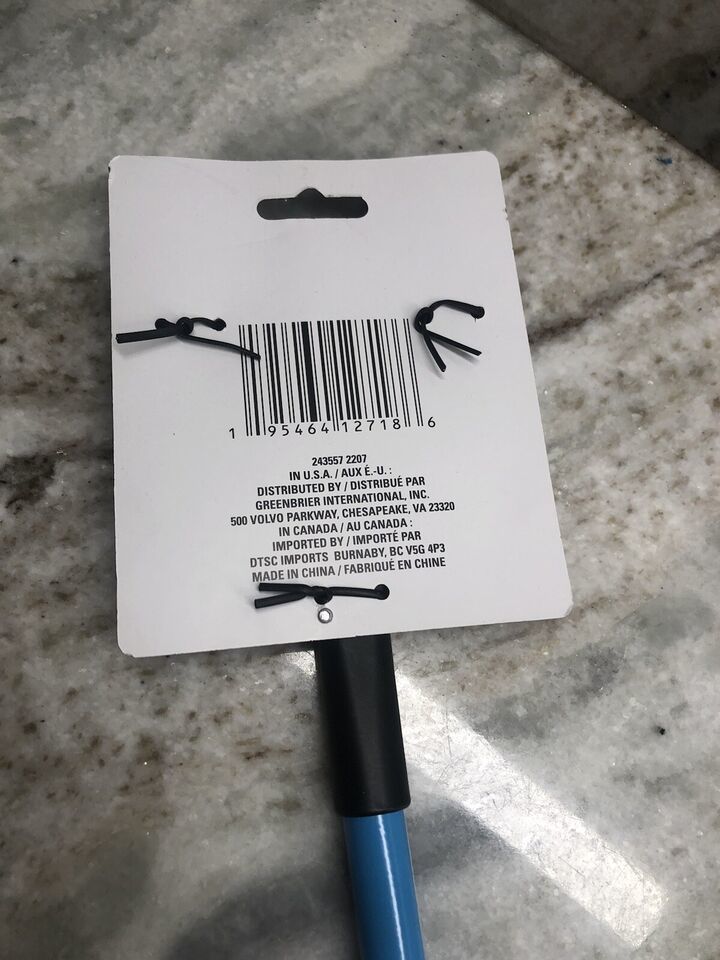 1 95464 12718 6
243557 2207
IN U.S.A. / AUX É.-U. :
DISTRIBUTED BY / DISTRIBUÉ PAR
GREENBRIER INTERNATIONAL, INC.
500 VOLVO PARKWAY, CHESAPEAKE, VA 23320
IN CANADA / AU CANADA :
IMPORTED BY / IMPORTÉ PAR
DTSC IMPORTS BURNABY, BC V5G 4P3
MADE IN CHINA / FABRIQUÉ EN CHINE